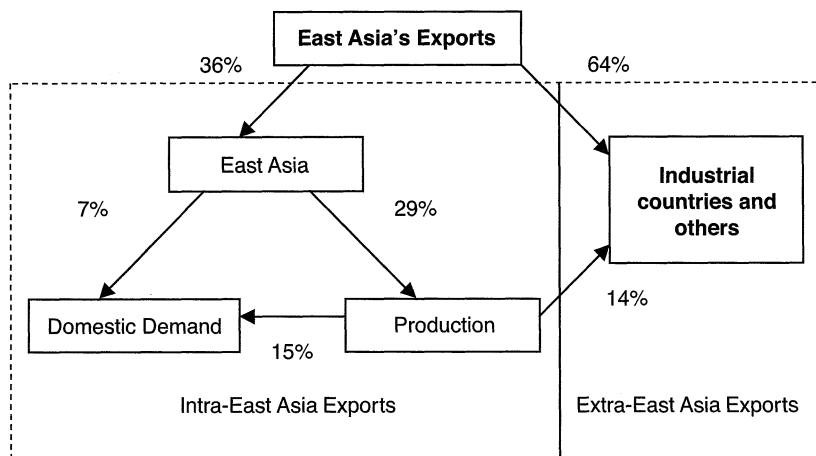 East Asia's Exports
36%
64%
East Asia
Industrial
countries and
others
7%
29%
14%
Domestic Demand
Production
15%
Intra-East Asia Exports
Extra-East Asia Exports